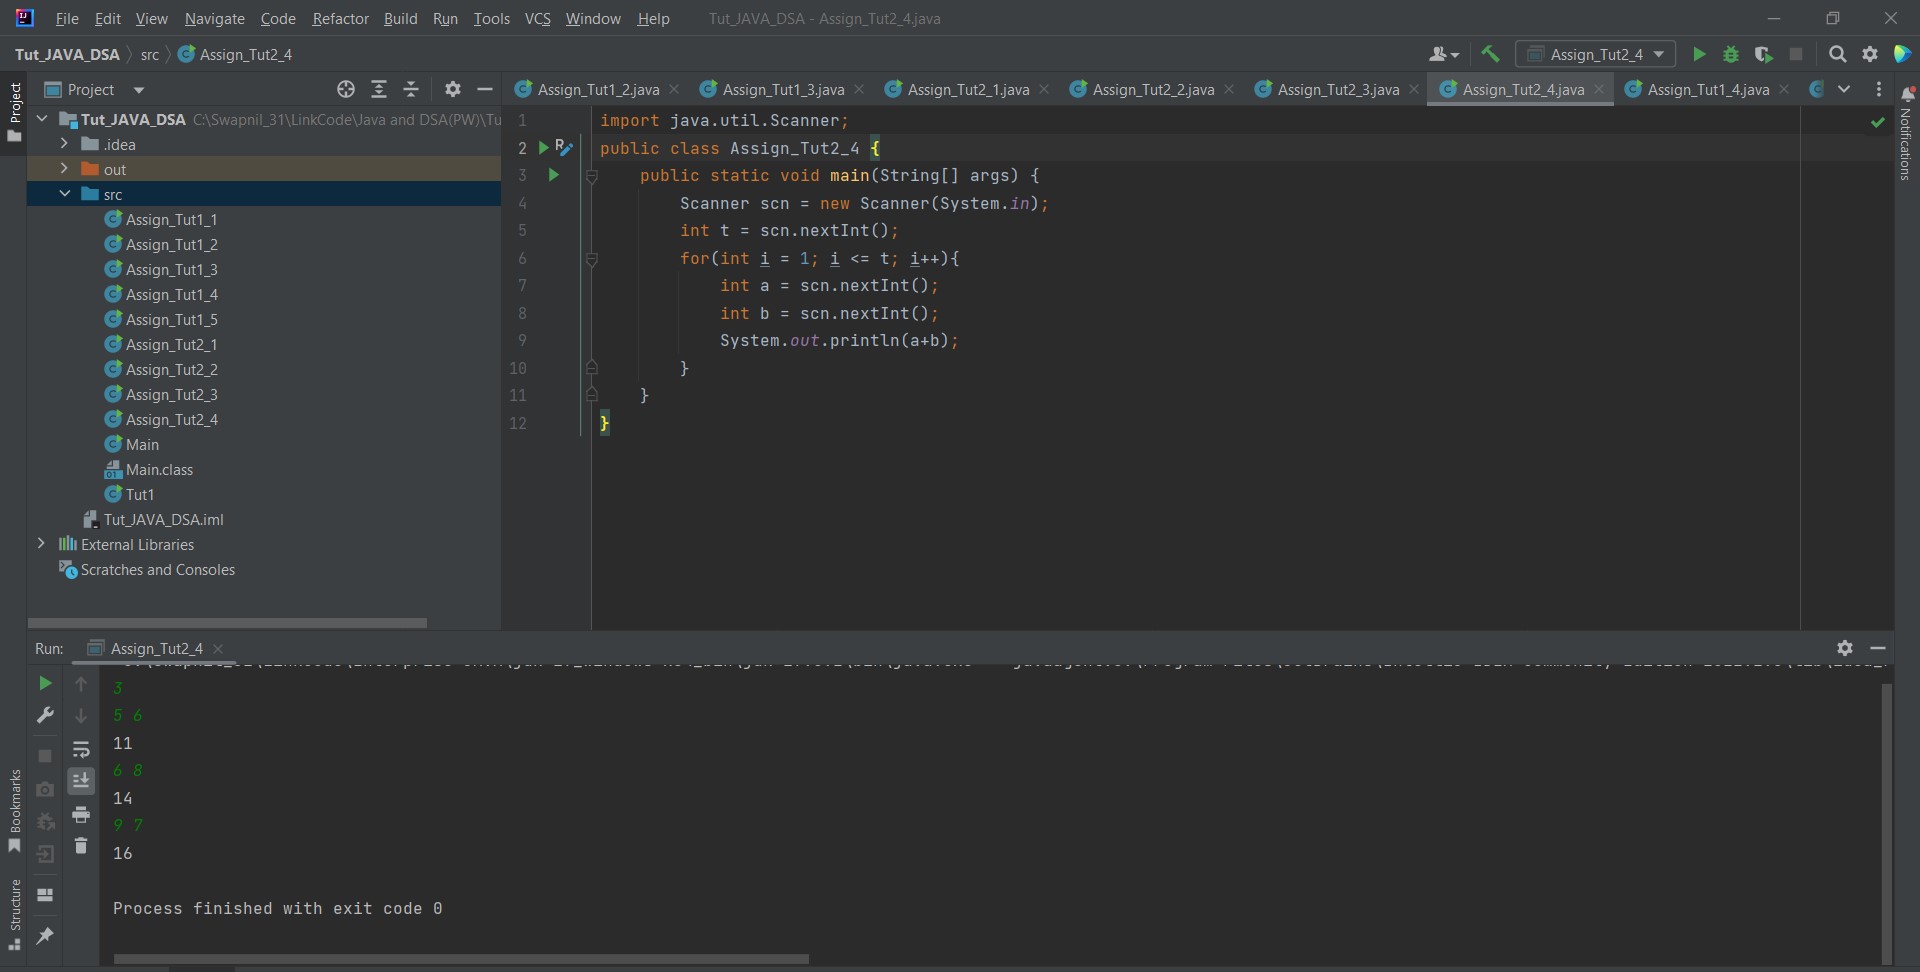 File Edit View Navigate Code Refactor Build Run Tools VCS Window Help Tut_JAVA_DSA - Assign_Tut2_4.java
Tut_JAVA_DSA src Assign_Tut2_4
Assign_Tut2_4
Project
Project
Assign_Tut1_2.java Assign_Tut1_3.java Assign_Tut2_1.java Assign_Tut2_2.java Assign_Tut2_3.java Assign_Tut2_4.java Assign_Tut1_4.java
Notifications
Tut_JAVA_DSA C:\Swapnil_31\LinkCode\Java and DSA(PW)\Tu
.idea
out
src
Assign_Tut1_1
Assign_Tut1_2
Assign_Tut1_3
Assign_Tut1_4
Assign_Tut1_5
Assign_Tut2_1
Assign_Tut2_2
Assign_Tut2_3
Assign_Tut2_4
Main
Main.class
Tut1
Tut_JAVA_DSA.iml
External Libraries
Scratches and Consoles
1 import java.util.Scanner;
2 public class Assign_Tut2_4 {
3 public static void main(String[] args) {
4 Scanner scn = new Scanner(System.in);
5 int t = scn.nextInt();
6 for(int i = 1; i <= t; i++){
7 int a = scn.nextInt();
8 int b = scn.nextInt();
9 System.out.println(a+b);
10 }
11 }
12 }
Run: Assign_Tut2_4
3
5 6
11
6 8
14
9 7
16
Process finished with exit code 0
Bookmarks
Structure